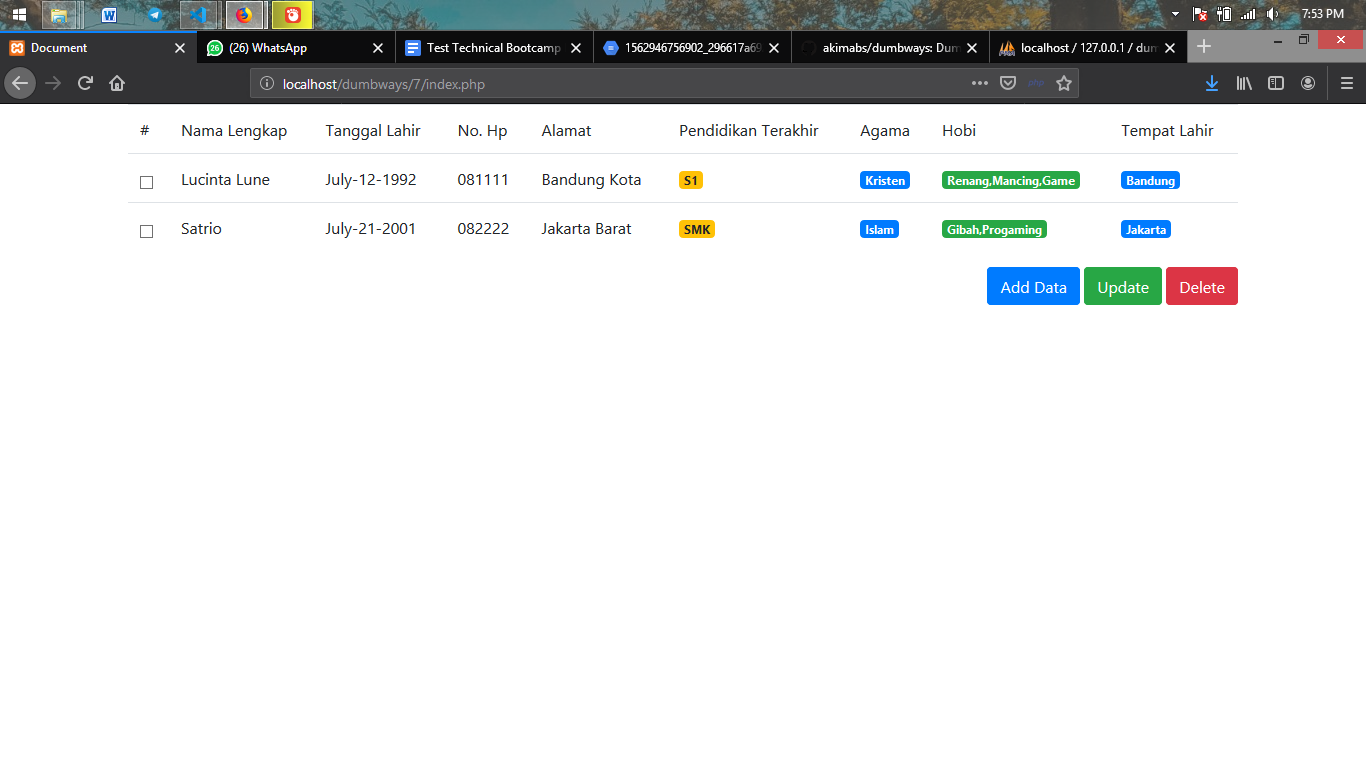 7:53 PM
Document
26 (26) WhatsApp
Test Technical Bootcamp
1562946756902_296617a69
akimabs/dumbways: Dum
localhost / 127.0.0.1 / dum
localhost/dumbways/7/index.php
# Nama Lengkap Tanggal Lahir No. Hp Alamat Pendidikan Terakhir Agama Hobi Tempat Lahir
Lucinta Lune July-12-1992 081111 Bandung Kota S1 Kristen Renang,Mancing,Game Bandung
Satrio July-21-2001 082222 Jakarta Barat SMK Islam Gibah,Progaming Jakarta
Add Data Update Delete